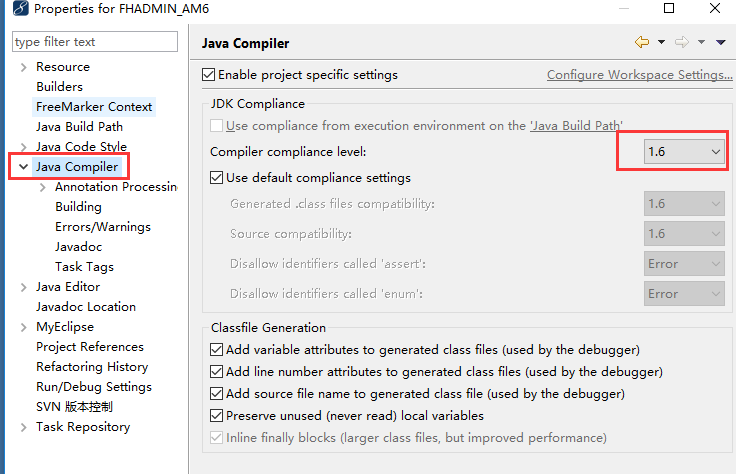 Properties for FHADMIN_AM6
type filter text
Resource
Builders
FreeMarker Context
Java Build Path
Java Code Style
Java Compiler
Annotation Processin
Building
Errors/Warnings
Javadoc
Task Tags
Java Editor
Javadoc Location
MyEclipse
Project References
Refactoring History
Run/Debug Settings
SVN 版本控制
Task Repository
Java Compiler
Enable project specific settings Configure Workspace Settings...
JDK Compliance
Use compliance from execution environment on the 'Java Build Path'
Compiler compliance level: 1.6
Use default compliance settings
Generated .class files compatibility: 1.6
Source compatibility: 1.6
Disallow identifiers called 'assert': Error
Disallow identifiers called 'enum': Error
Classfile Generation
Add variable attributes to generated class files (used by the debugger)
Add line number attributes to generated class files (used by the debugger)
Add source file name to generated class file (used by the debugger)
Preserve unused (never read) local variables
Inline finally blocks (larger class files, but improved performance)